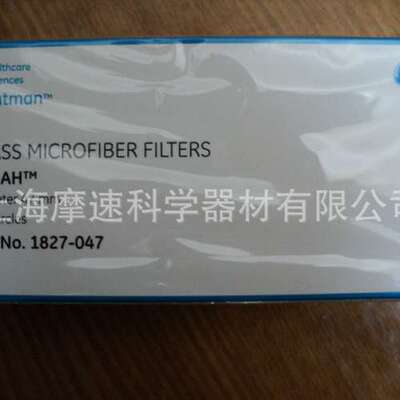 lthcare
ences
tman™
ASS MICROFIBER FILTERS
AH™
海摩速科学器材有限公司
No. 1827-047